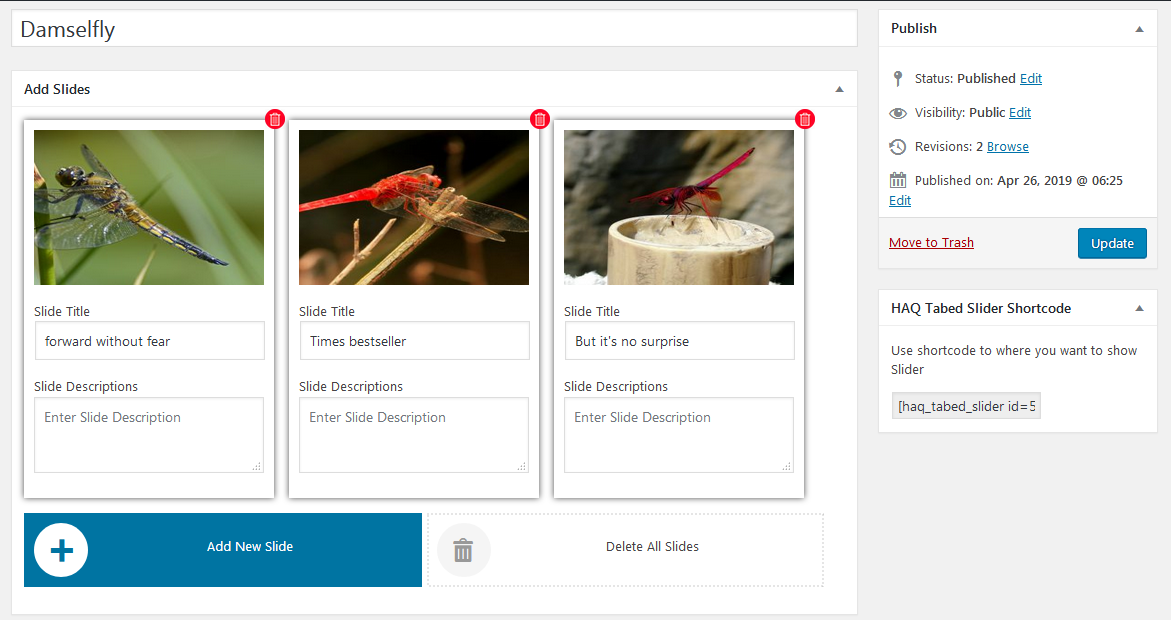 Damselfly
Add Slides
Slide Title
forward without fear
Slide Descriptions
Enter Slide Description
Slide Title
Times bestseller
Slide Descriptions
Enter Slide Description
Slide Title
But it's no surprise
Slide Descriptions
Enter Slide Description
Add New Slide
Delete All Slides
Publish
Status: Published Edit
Visibility: Public Edit
Revisions: 2 Browse
Published on: Apr 26, 2019 @ 06:25
Edit
Move to Trash
Update
HAQ Tabed Slider Shortcode
Use shortcode to where you want to show
Slider
[haq_tabed_slider id=5